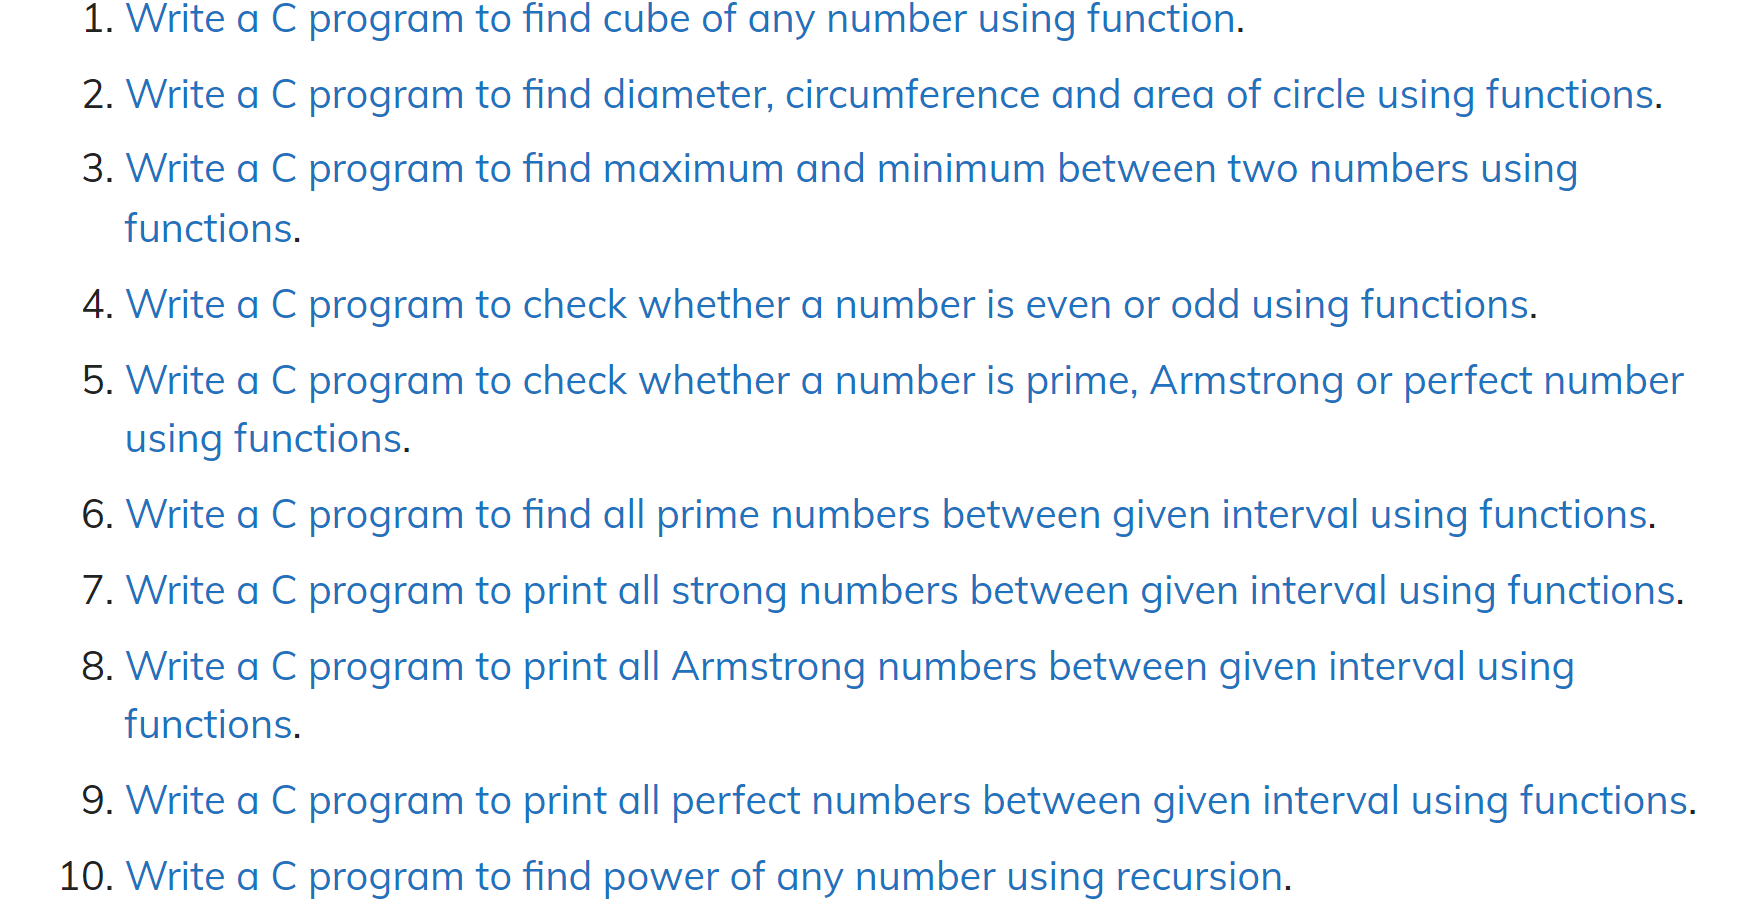 1. Write a C program to find cube of any number using function.
2. Write a C program to find diameter, circumference and area of circle using functions.
3. Write a C program to find maximum and minimum between two numbers using
functions.
4. Write a C program to check whether a number is even or odd using functions.
5. Write a C program to check whether a number is prime, Armstrong or perfect number
using functions.
6. Write a C program to find all prime numbers between given interval using functions.
7. Write a C program to print all strong numbers between given interval using functions.
8. Write a C program to print all Armstrong numbers between given interval using
functions.
9. Write a C program to print all perfect numbers between given interval using functions.
10. Write a C program to find power of any number using recursion.